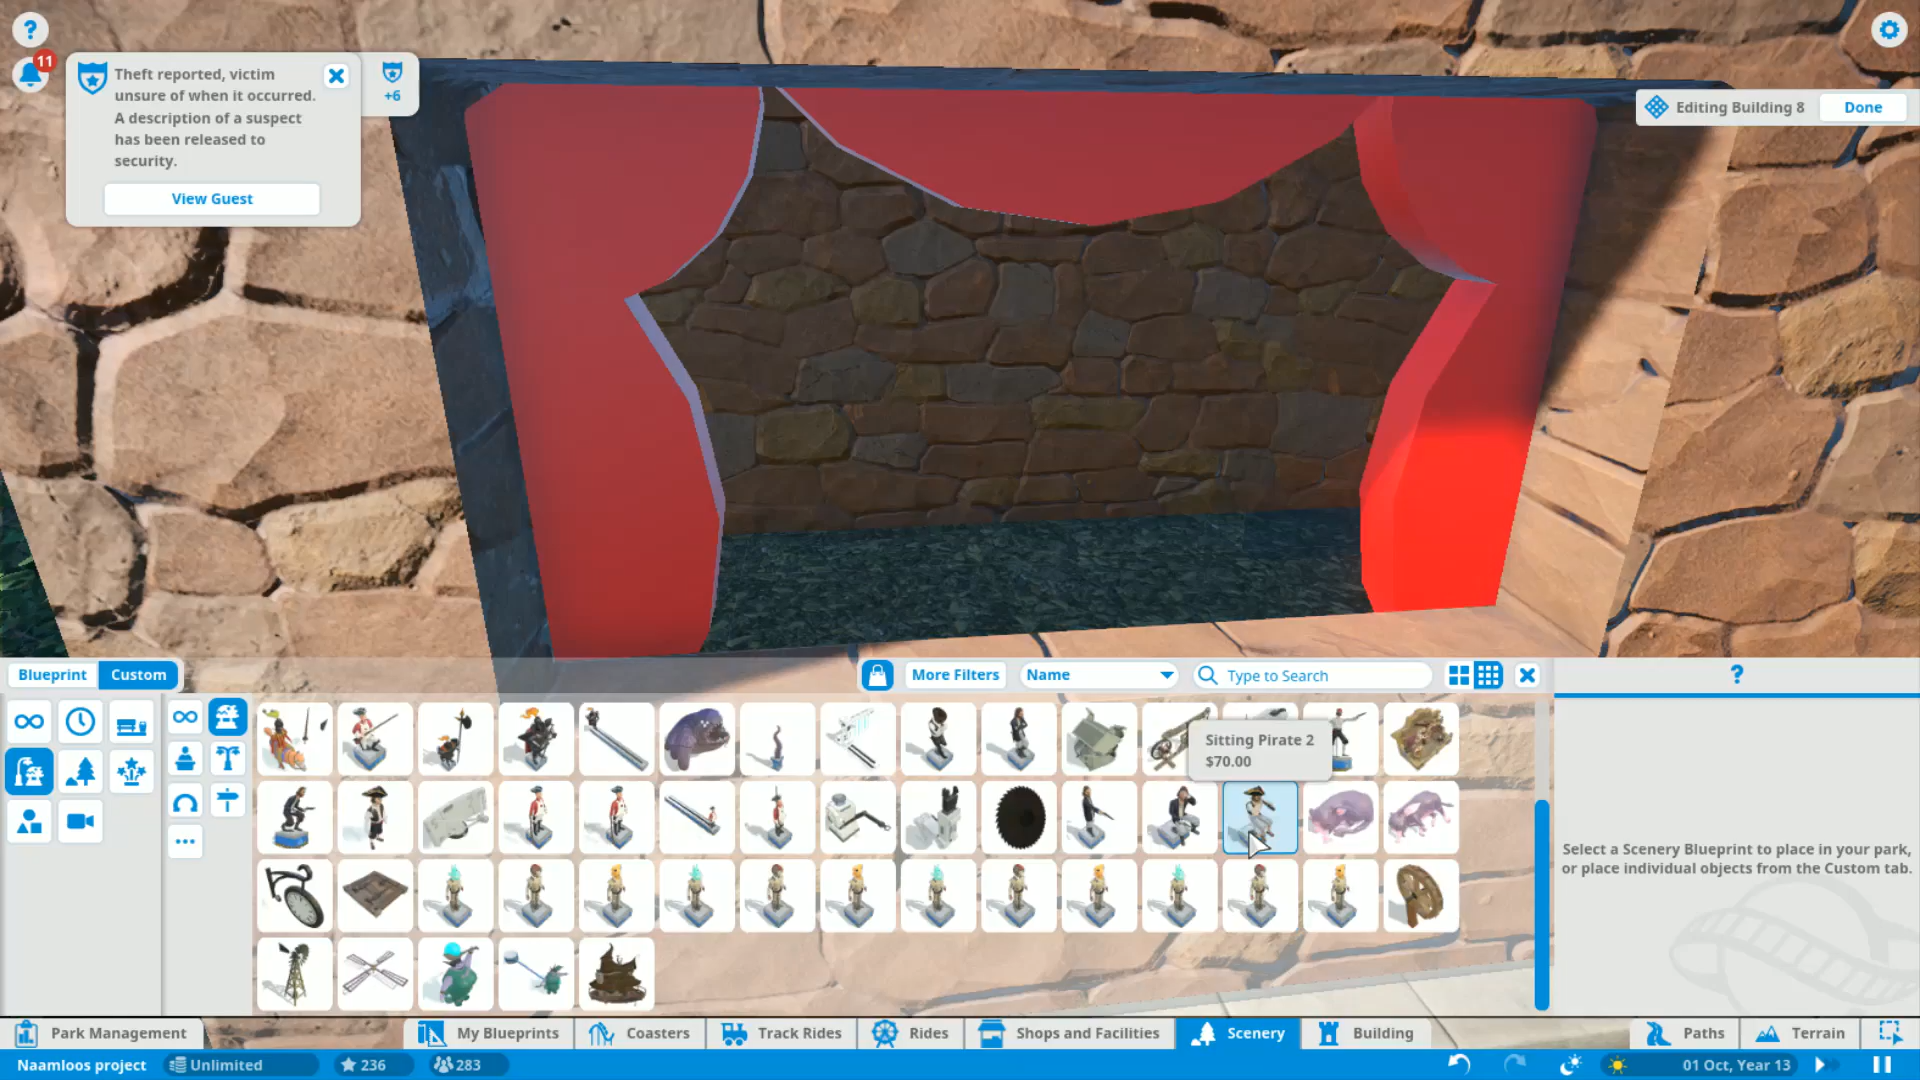 ?
11
Theft reported, victim
unsure of when it occurred.
A description of a suspect
has been released to
security.
View Guest
+6
Editing Building 8
Done
Blueprint
Custom
More Filters
Name
Type to Search
?
Sitting Pirate 2
$70.00
Select a Scenery Blueprint to place in your park,
or place individual objects from the Custom tab.
Park Management
My Blueprints
Coasters
Track Rides
Rides
Shops and Facilities
Scenery
Building
Paths
Terrain
Naamloos project
Unlimited
236
283
01 Oct, Year 13